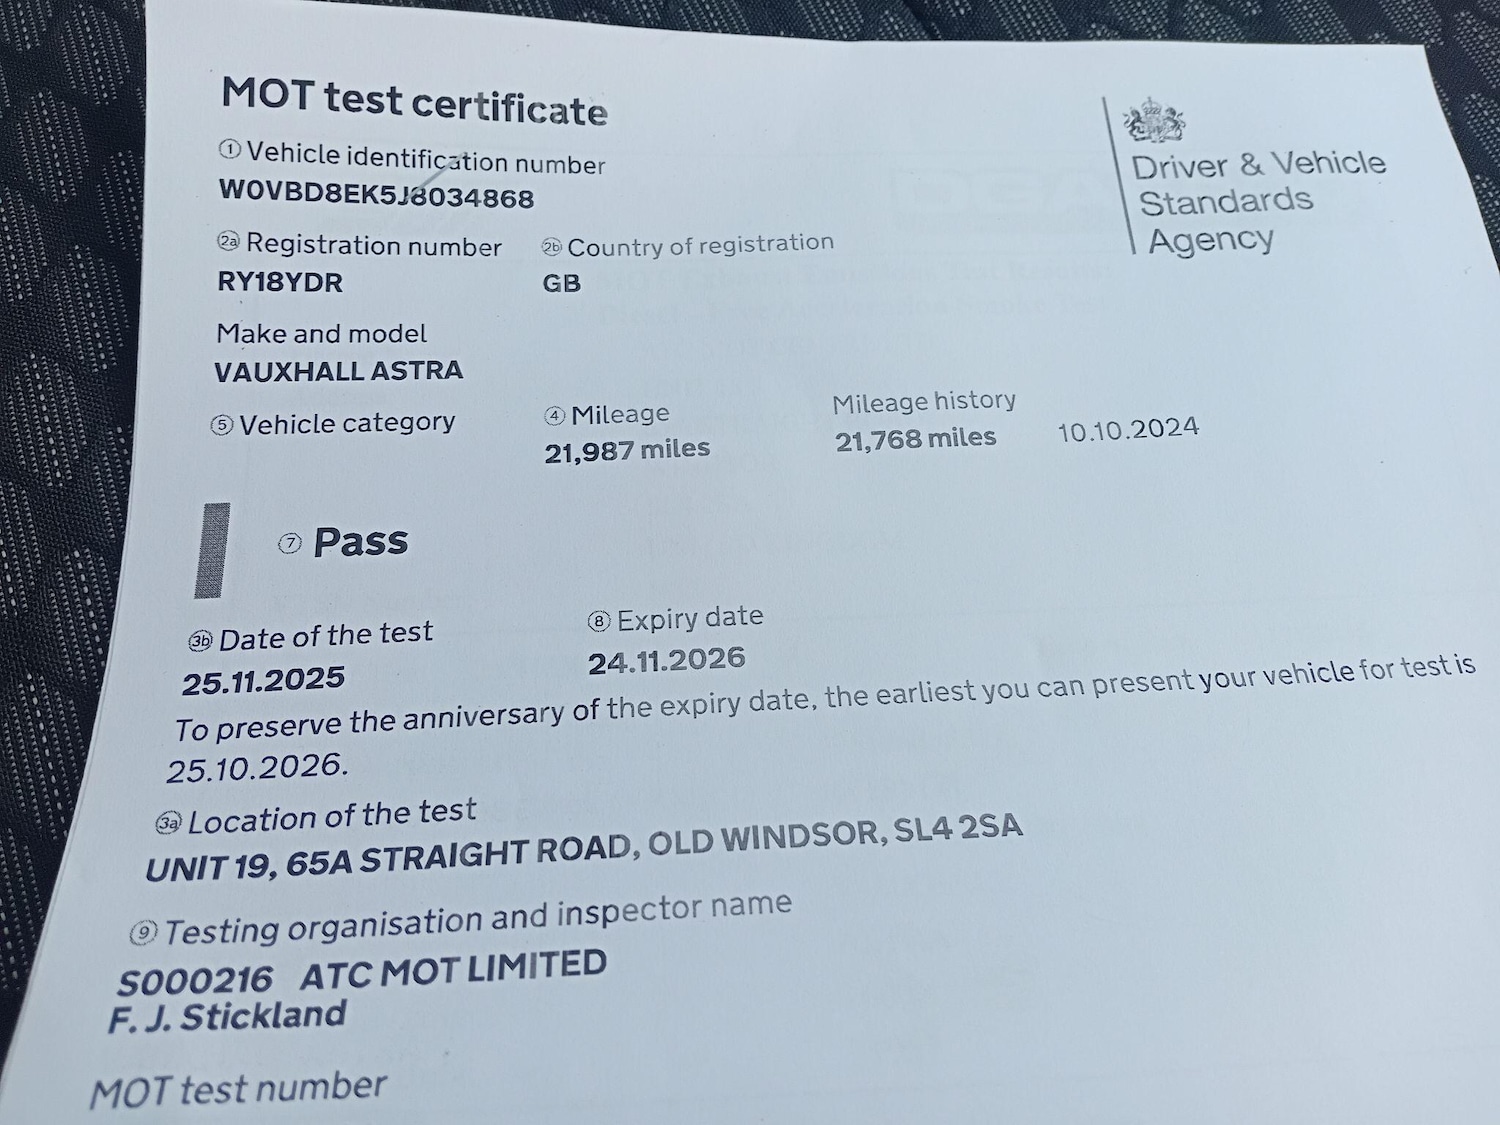 MOT test certificate
① Vehicle identification number
W0VBD8EK5J8034868
2a Registration number 2b Country of registration
RY18YDR GB
Make and model
VAUXHALL ASTRA
⑤ Vehicle category ④ Mileage Mileage history
21,987 miles 21,768 miles 10.10.2024
⑦ Pass
3b Date of the test ⑧ Expiry date
25.11.2025 24.11.2026
To preserve the anniversary of the expiry date, the earliest you can present your vehicle for test is
25.10.2026.
3a Location of the test
UNIT 19, 65A STRAIGHT ROAD, OLD WINDSOR, SL4 2SA
⑨ Testing organisation and inspector name
S000216 ATC MOT LIMITED
F. J. Stickland
MOT test number
Driver & Vehicle
Standards
Agency